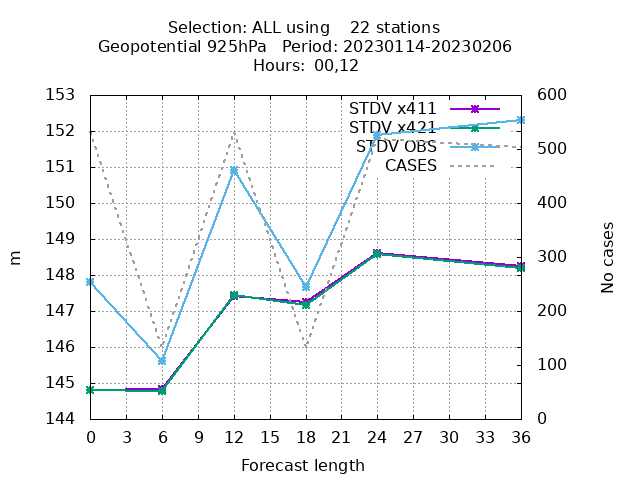 Selection: ALL using    22 stations
Geopotential 925hPa   Period: 20230114-20230206
Hours:  00,12
153
152
151
150
149
148
147
146
145
144
m
600
500
400
300
200
100
0
No cases
STDV x411
STDV x421
STDV OBS
CASES
0 3 6 9 12 15 18 21 24 27 30 33 36
Forecast length